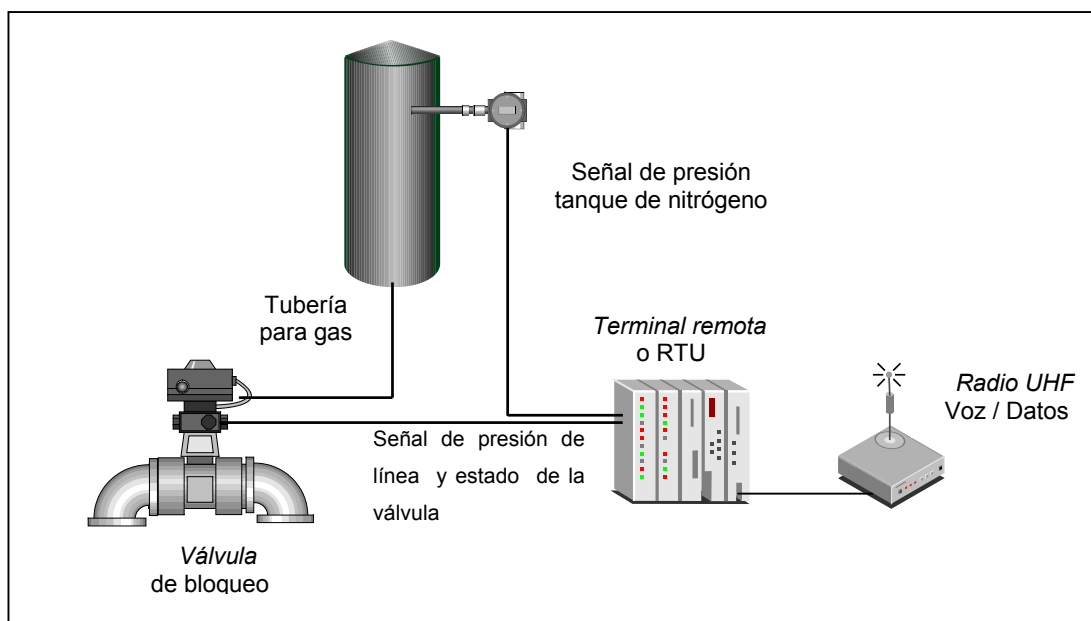 Señal de presión
tanque de nitrógeno
Tubería
para gas
Terminal remota
o RTU
Radio UHF
Voz / Datos
Señal de presión de
línea y estado de la
válvula
Válvula
de bloqueo